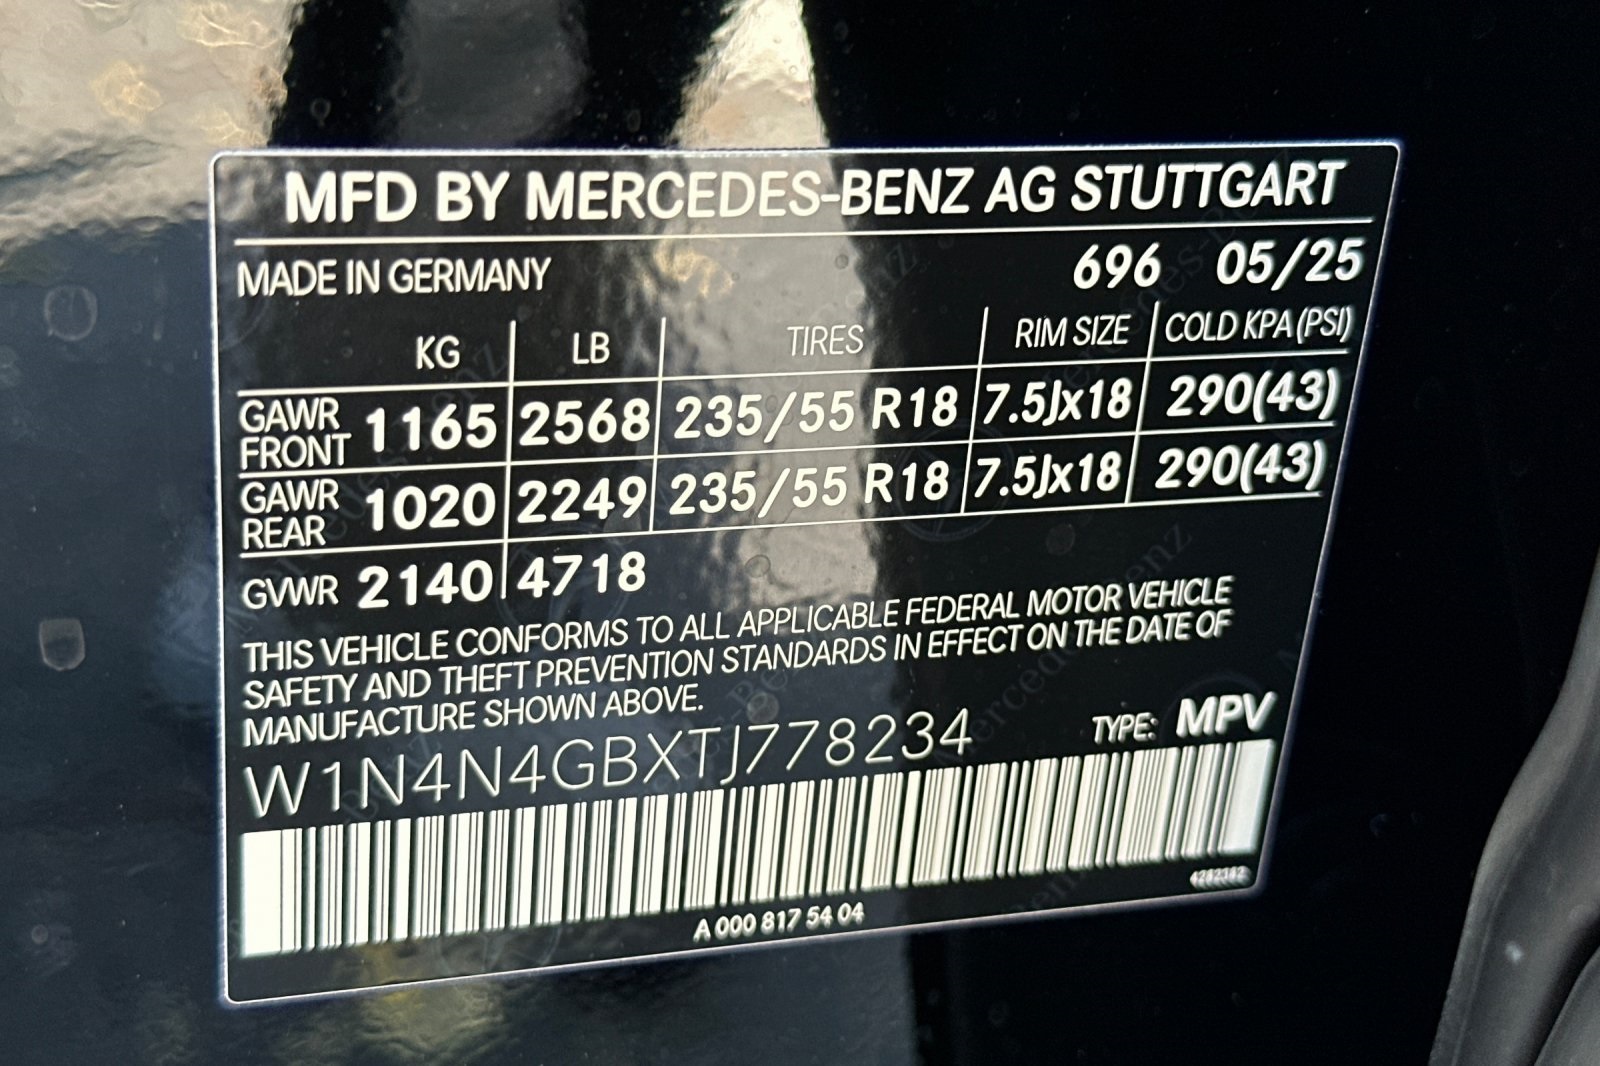 MFD BY MERCEDES-BENZ AG STUTTGART
MADE IN GERMANY 696 05/25
KG LB TIRES RIM SIZE COLD KPA (PSI)
GAWR FRONT 1165 2568 235/55 R18 7.5Jx18 290(43)
GAWR REAR 1020 2249 235/55 R18 7.5Jx18 290(43)
GVWR 2140 4718
THIS VEHICLE CONFORMS TO ALL APPLICABLE FEDERAL MOTOR VEHICLE
SAFETY AND THEFT PREVENTION STANDARDS IN EFFECT ON THE DATE OF
MANUFACTURE SHOWN ABOVE.
W1N4N4GBXTJ778234 TYPE: MPV
A 000 817 54 04